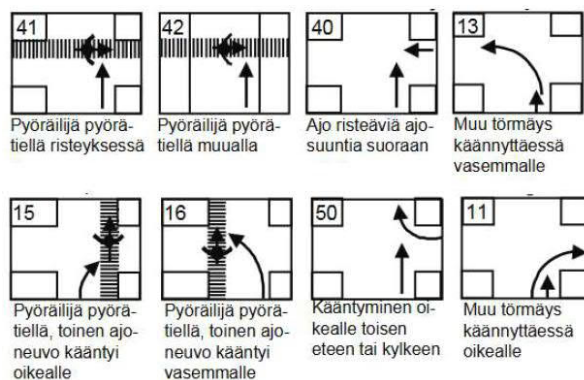 41
42
40
13
Pyöräilijä pyörä-
tiellä risteyksessä
Pyöräilijä pyörä-
tiellä muualla
Ajo risteäviä ajo-
suuntia suoraan
Muu törmäys
käännyttäessä
vasemmalle
15
16
50
11
Pyöräilijä pyörä-
tiellä, toinen ajo-
neuvo kääntyi
oikealle
Pyöräilijä pyörä-
tiellä, toinen ajo-
neuvo kääntyi
vasemmalle
Kääntyminen oi-
kealle toisen
eteen tai kylkeen
Muu törmäys
käännyttäessä
oikealle